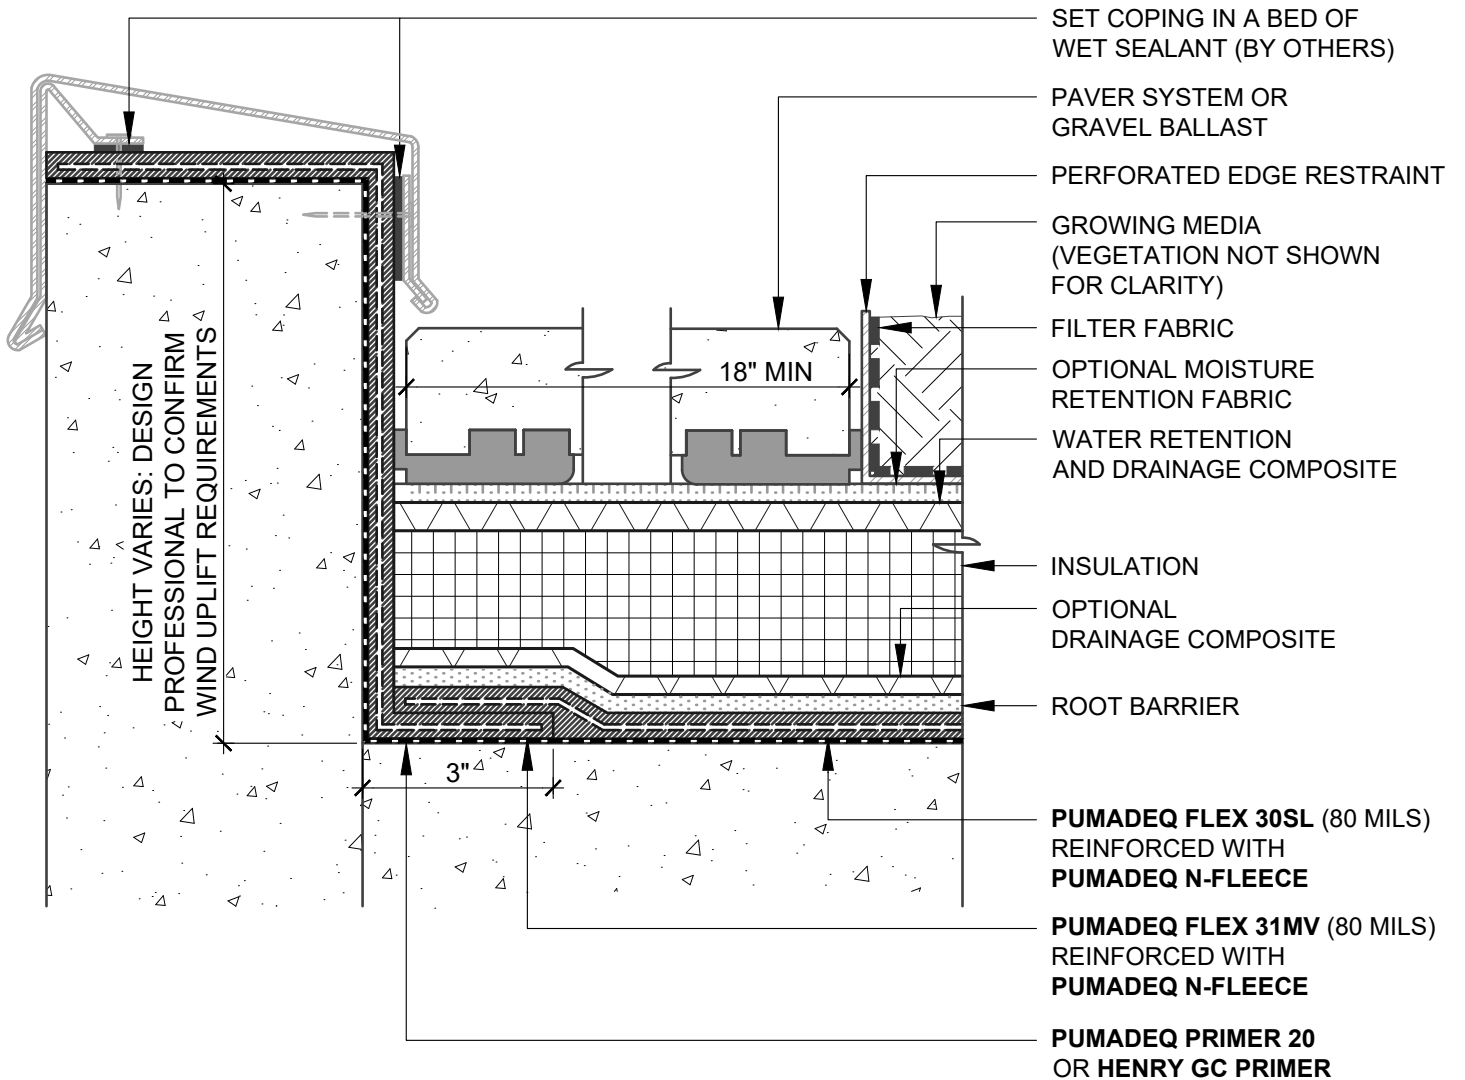 SET COPING IN A BED OF
WET SEALANT (BY OTHERS)
PAVER SYSTEM OR
GRAVEL BALLAST
PERFORATED EDGE RESTRAINT
GROWING MEDIA
(VEGETATION NOT SHOWN
FOR CLARITY)
FILTER FABRIC
OPTIONAL MOISTURE
RETENTION FABRIC
WATER RETENTION
AND DRAINAGE COMPOSITE
INSULATION
OPTIONAL
DRAINAGE COMPOSITE
ROOT BARRIER
PUMADEQ FLEX 30SL (80 MILS)
REINFORCED WITH
PUMADEQ N-FLEECE
PUMADEQ FLEX 31MV (80 MILS)
REINFORCED WITH
PUMADEQ N-FLEECE
PUMADEQ PRIMER 20
OR HENRY GC PRIMER
HEIGHT VARIES: DESIGN
PROFESSIONAL TO CONFIRM
WIND UPLIFT REQUIREMENTS
18" MIN
3"